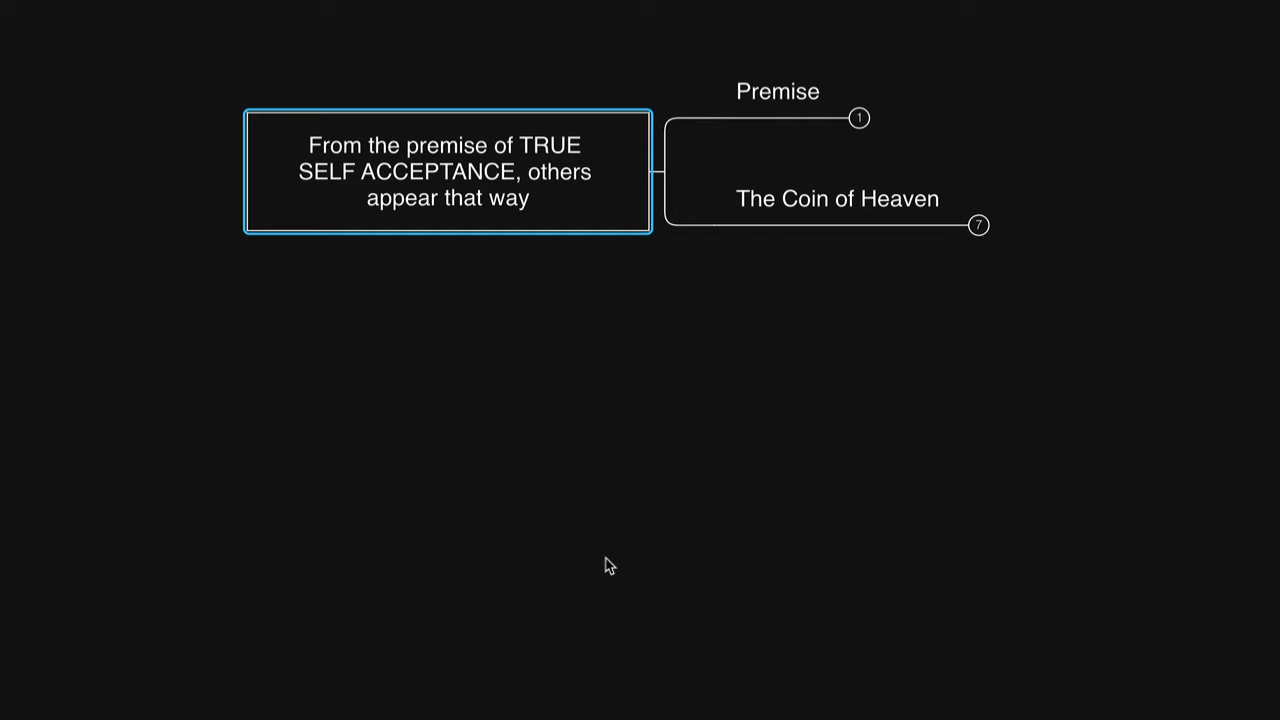 From the premise of TRUE
SELF ACCEPTANCE, others
appear that way
Premise
1
The Coin of Heaven
7